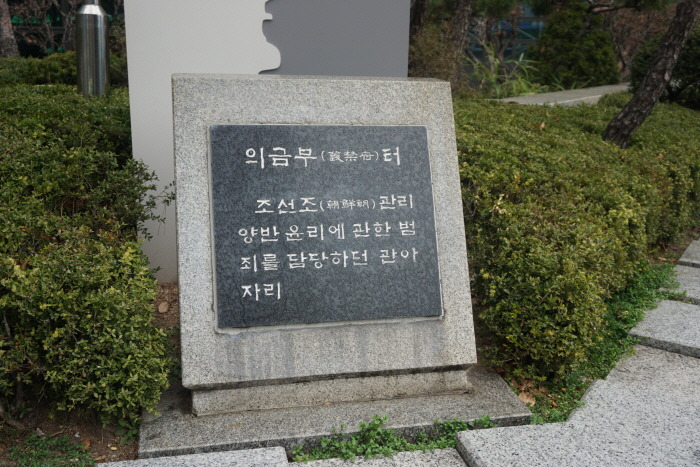 의금부(義禁府)터
조선조(朝鮮朝)관리
양반 윤리에 관한 범
죄를 담당하던 관아
자리